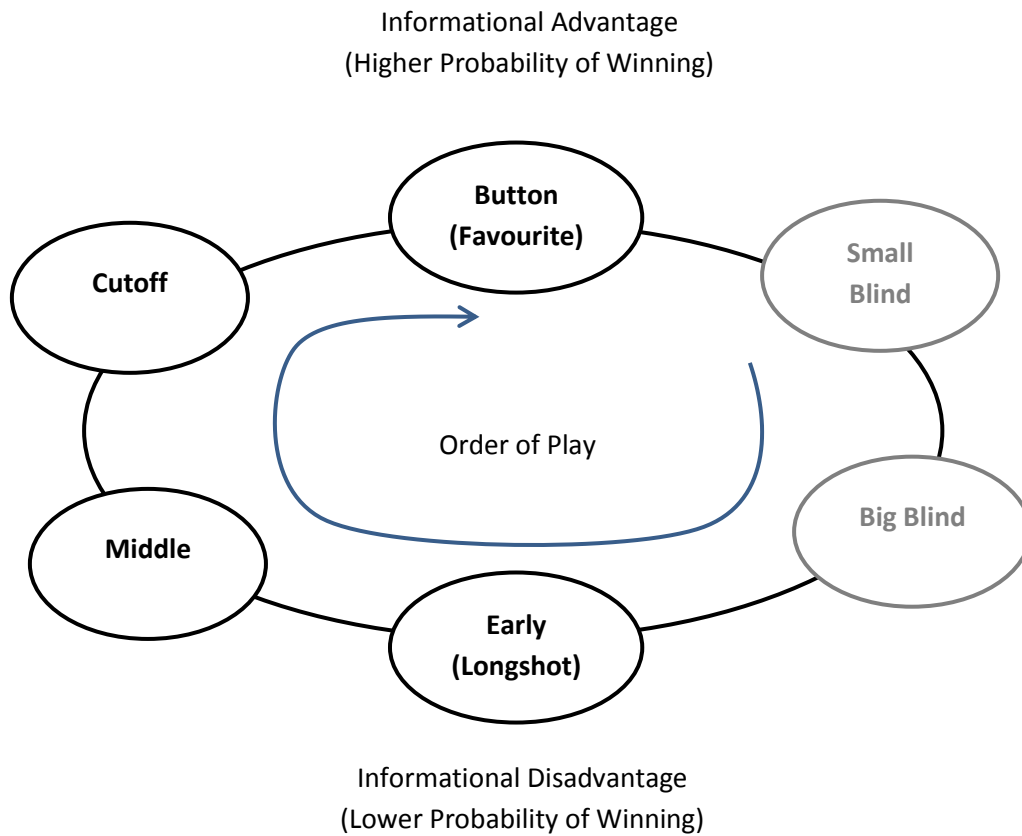 Informational Advantage
(Higher Probability of Winning)
Button
(Favourite)
Small
Blind
Cutoff
Order of Play
Big Blind
Middle
Early
(Longshot)
Informational Disadvantage
(Lower Probability of Winning)